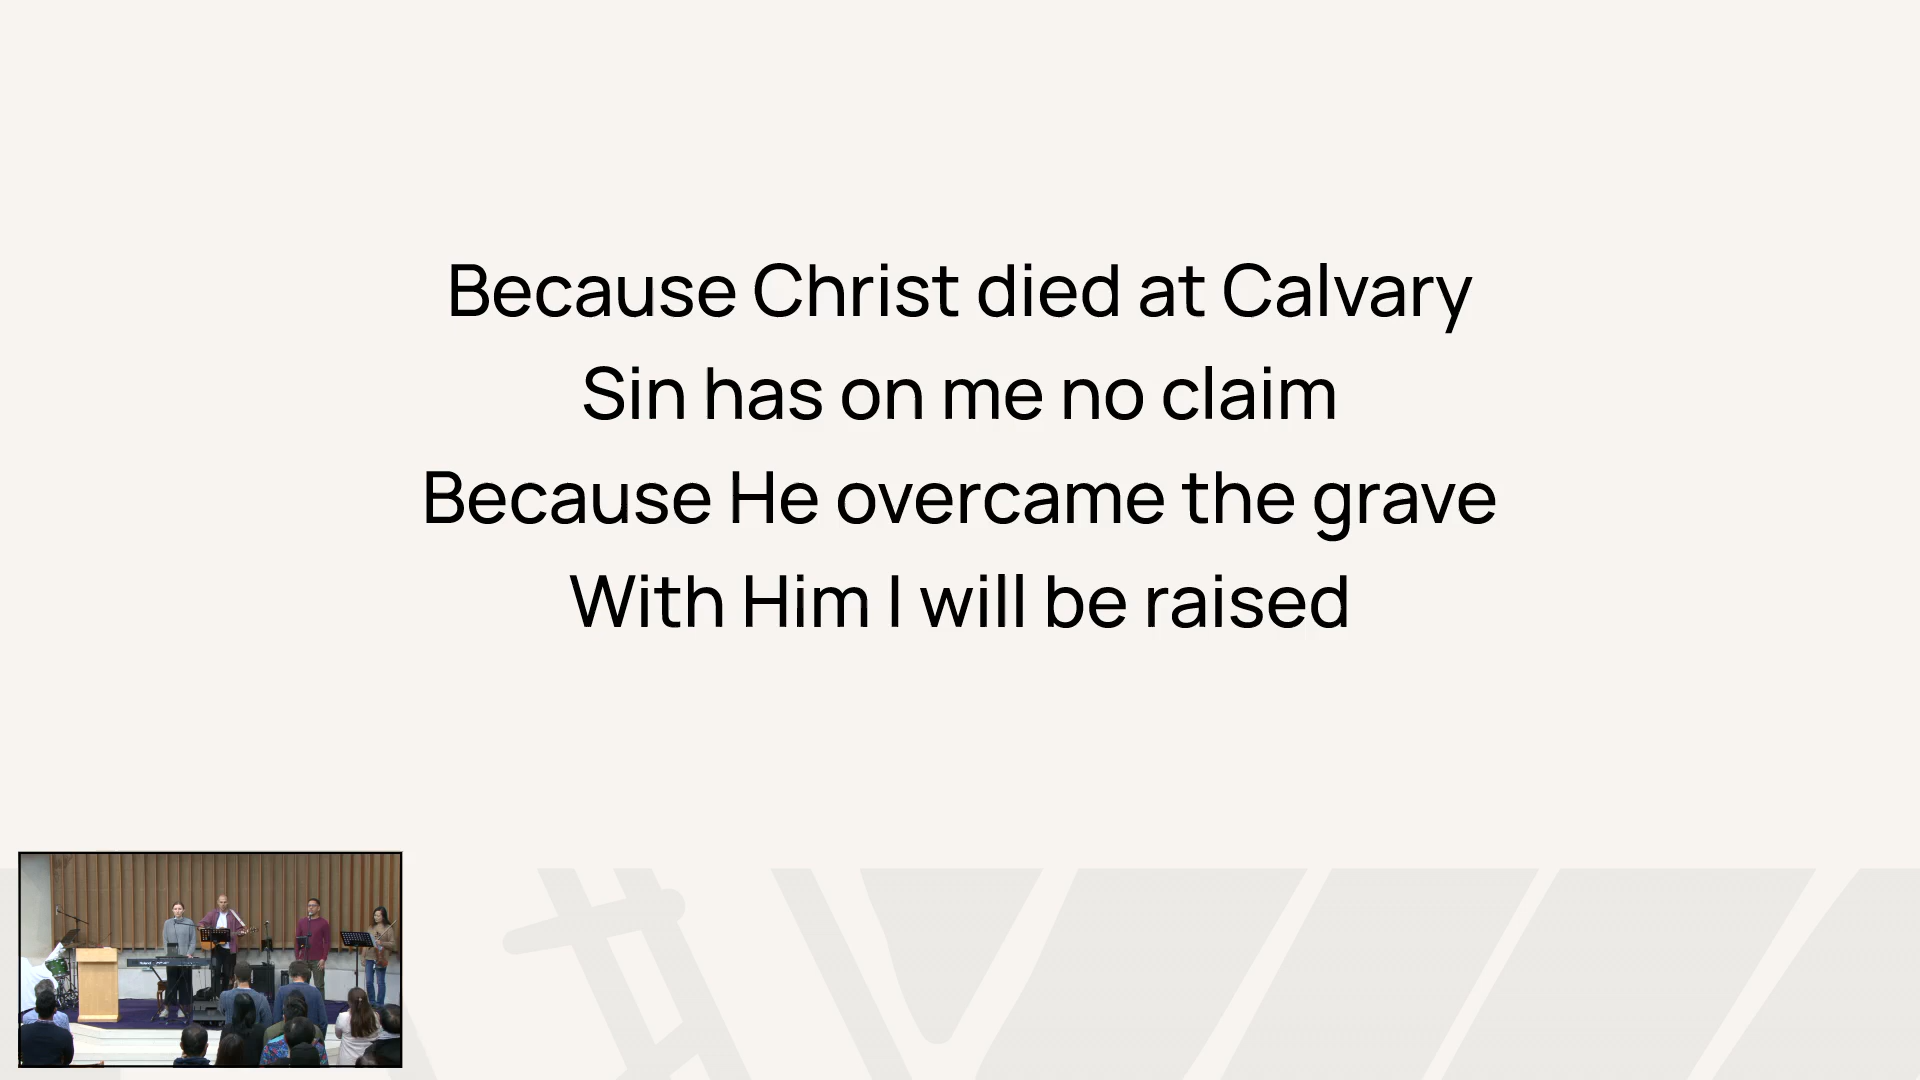 Because Christ died at Calvary
Sin has on me no claim
Because He overcame the grave
With Him I will be raised